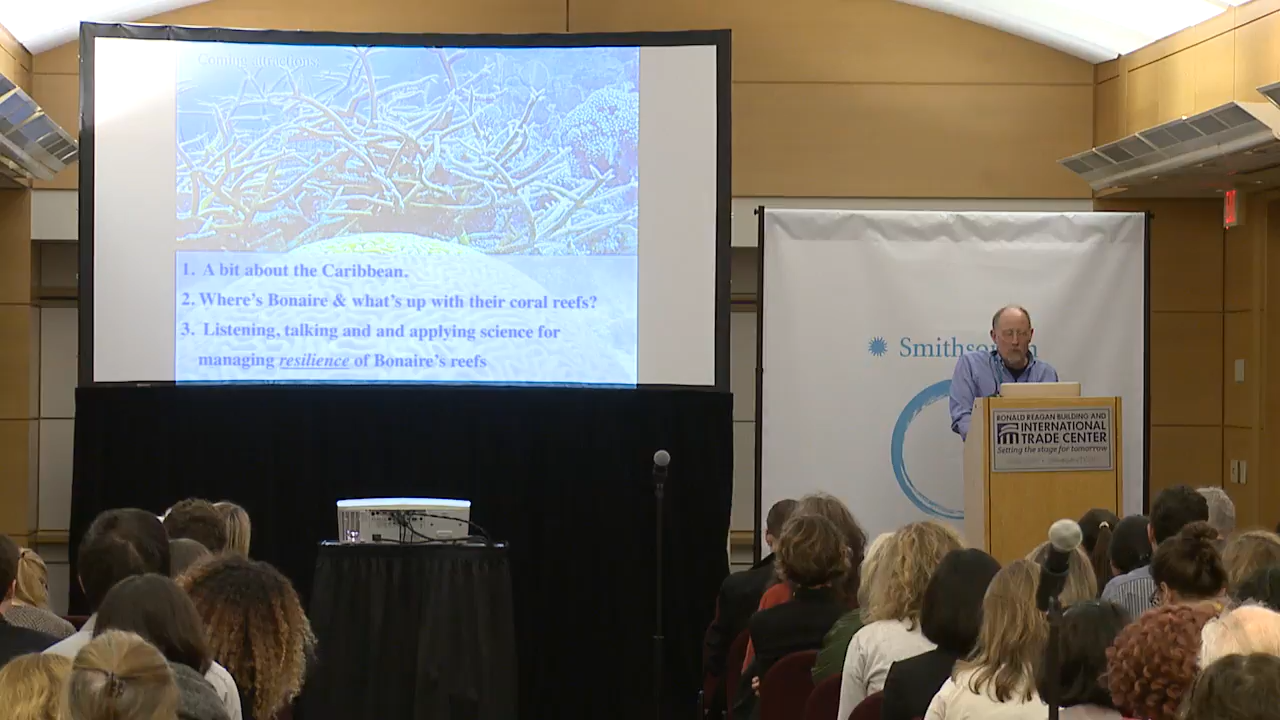 Coming attractions:
1. A bit about the Caribbean.
2. Where's Bonaire & what's up with their coral reefs?
3. Listening, talking and and applying science for
managing resilience of Bonaire's reefs
RONALD REAGAN BUILDING AND
INTERNATIONAL
TRADE CENTER
Setting the stage for tomorrow